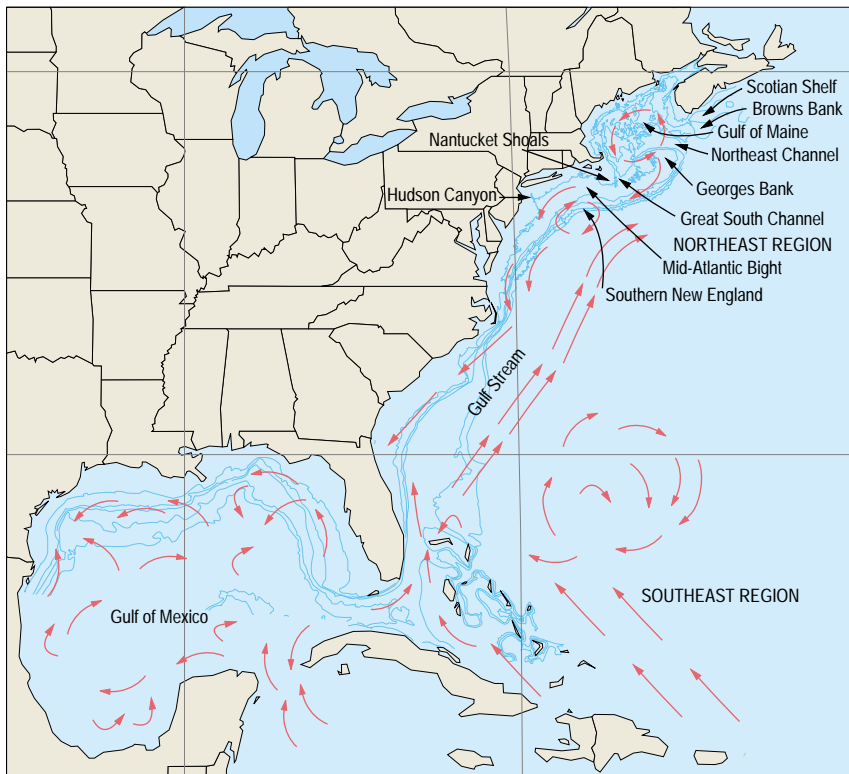 Scotian Shelf
Browns Bank
Gulf of Maine
Nantucket Shoals
Northeast Channel
Georges Bank
Hudson Canyon
Great South Channel
NORTHEAST REGION
Mid-Atlantic Bight
Southern New England
Gulf Stream
SOUTHEAST REGION
Gulf of Mexico